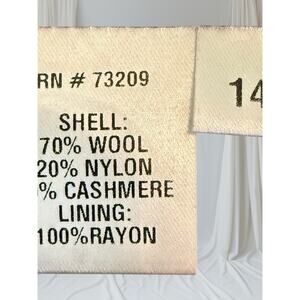 RN # 73209
14
SHELL:
70% WOOL
20% NYLON
% CASHMERE
LINING:
100%RAYON